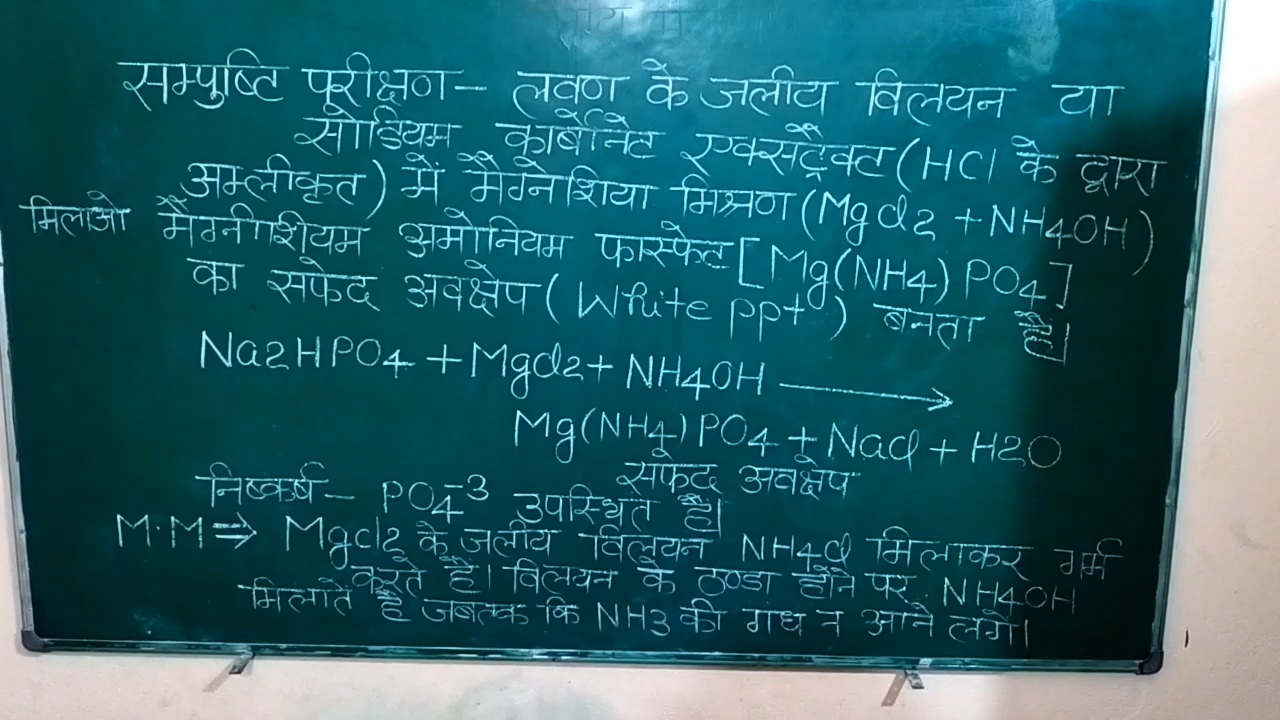 सम्पुष्टि परीक्षण - लवण के जलीय विलयन या
सोडियम कार्बोनेट एक्सट्रैक्ट (HCl के द्वारा
अम्लीकृत) में मैग्नेशिया मिश्रण (MgCl2 + NH4OH)
मिलाओ मैग्नीशियम अमोनियम फास्फेट [Mg(NH4)PO4]
का सफेद अवक्षेप (White ppt) बनता है।
Na2HPO4 + MgCl2 + NH4OH ⟶
Mg(NH4)PO4 + NaCl + H2O
सफेद अवक्षेप
निष्कर्ष - PO4-3 उपस्थित है।
M.M ⇒ MgCl2 के जलीय विलयन NH4Cl मिलाकर गर्म
करते है। विलयन के ठण्डा होने पर NH4OH
मिलाते है जबतक कि NH3 की गंध न आने लगे।